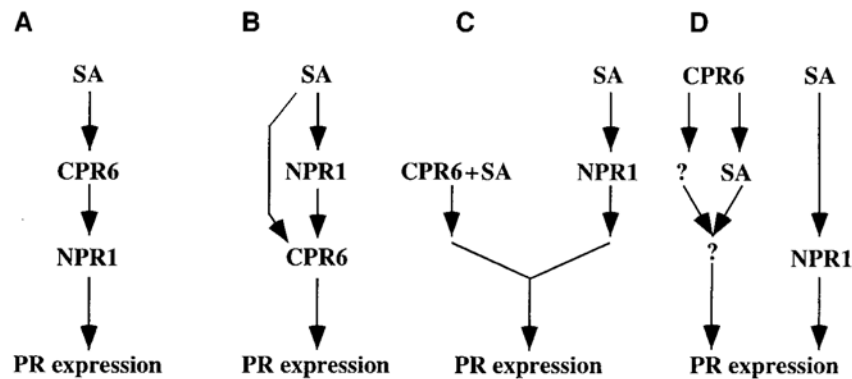 A B C D
SA SA SA CPR6 SA
CPR6 NPR1 CPR6+SA NPR1 ? SA
NPR1 CPR6 ? NPR1
PR expression PR expression PR expression PR expression